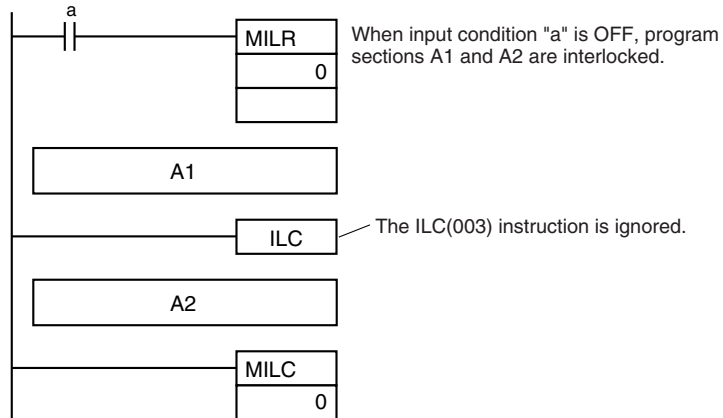 a
MILR
0
When input condition "a" is OFF, program
sections A1 and A2 are interlocked.
A1
ILC
The ILC(003) instruction is ignored.
A2
MILC
0